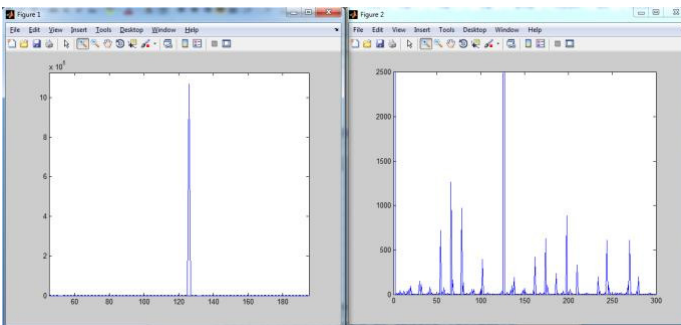 Figure 1
File Edit View Insert Tools Desktop Window Help
10
8
6
4
2
0
60 80 100 120 140 160 180
Figure 2
File Edit View Insert Tools Desktop Window Help
2500
2000
1500
1000
500
0
0 50 100 150 200 250 300